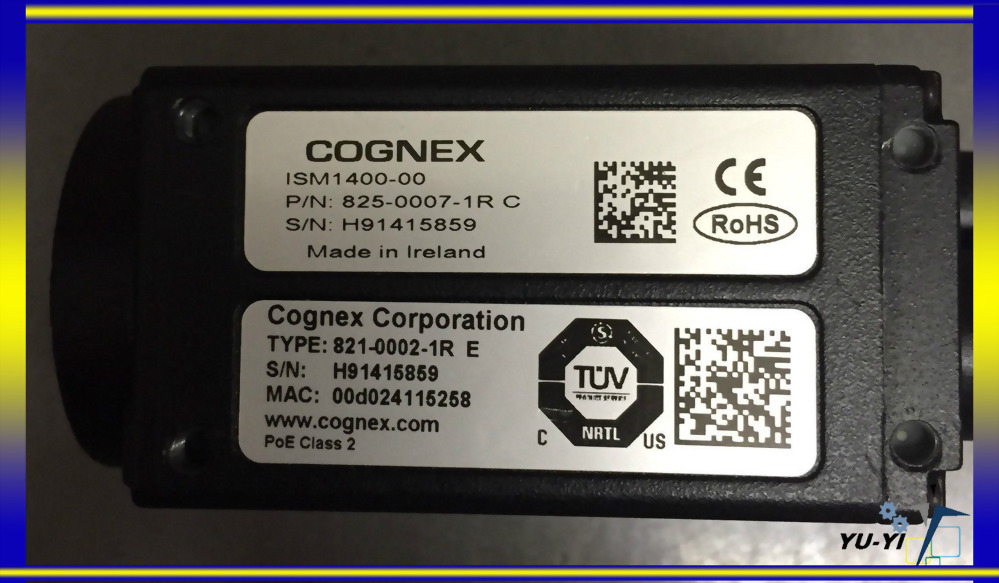 COGNEX
ISM1400-00
P/N: 825-0007-1R C
S/N: H91415859
Made in Ireland
CE
RoHS
Cognex Corporation
TYPE: 821-0002-1R E
S/N: H91415859
MAC: 00d024115258
www.cognex.com
PoE Class 2
S
TÜV
NRTL
C US
YU-YI